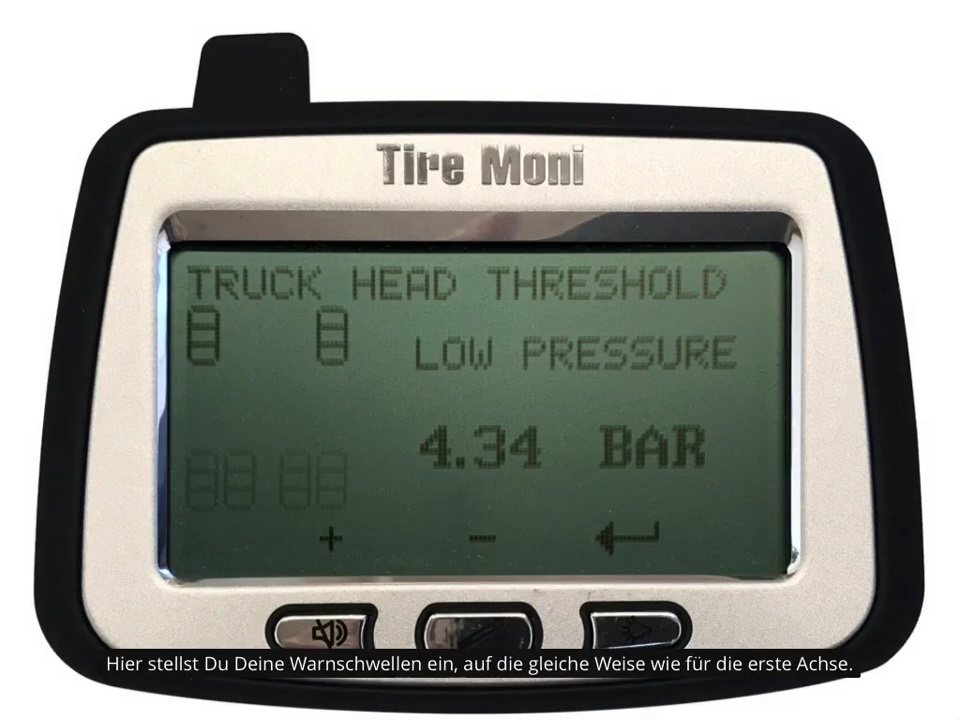 Tire Moni
TRUCK HEAD THRESHOLD
LOW PRESSURE
4.34 BAR
+ −
Hier stellst Du Deine Warnschwellen ein, auf die gleiche Weise wie für die erste Achse.